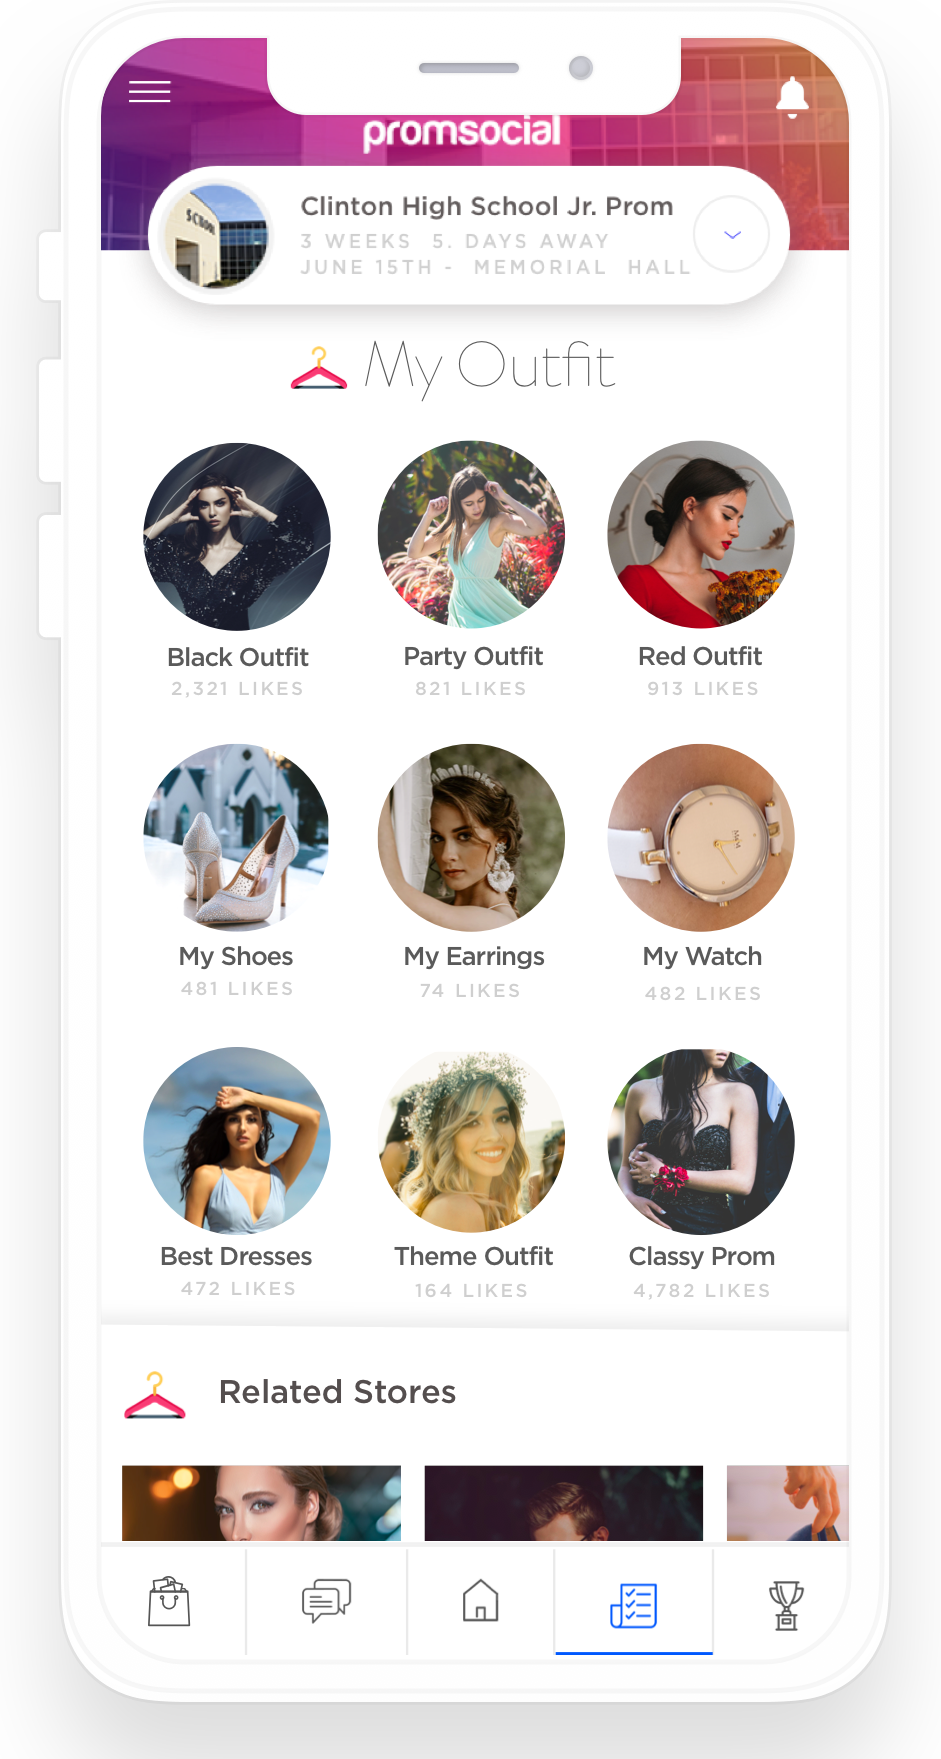 promsocial
SCHOOL
Clinton High School Jr. Prom
3 WEEKS 5. DAYS AWAY
JUNE 15TH - MEMORIAL HALL
My Outfit
Black Outfit
2,321 LIKES
Party Outfit
821 LIKES
Red Outfit
913 LIKES
My Shoes
481 LIKES
My Earrings
74 LIKES
My Watch
482 LIKES
Best Dresses
472 LIKES
Theme Outfit
164 LIKES
Classy Prom
4,782 LIKES
Related Stores